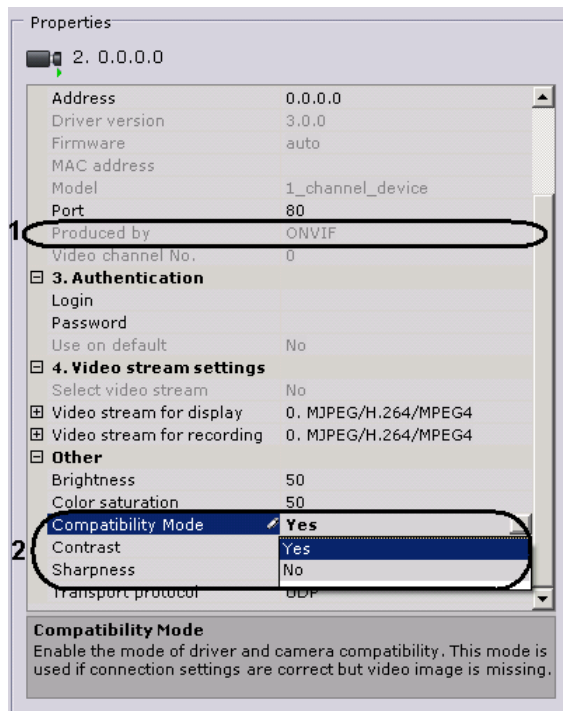 Properties
2. 0.0.0.0
Address 0.0.0.0
Driver version 3.0.0
Firmware auto
MAC address
Model 1_channel_device
Port 80
1 Produced by ONVIF
Video channel No. 0
3. Authentication
Login
Password
Use on default No
4. Video stream settings
Select video stream No
Video stream for display 0. MJPEG/H.264/MPEG4
Video stream for recording 0. MJPEG/H.264/MPEG4
Other
Brightness 50
Color saturation 50
Compatibility Mode Yes
2 Contrast Yes
Sharpness No
Transport protocol UDP
Compatibility Mode
Enable the mode of driver and camera compatibility. This mode is
used if connection settings are correct but video image is missing.